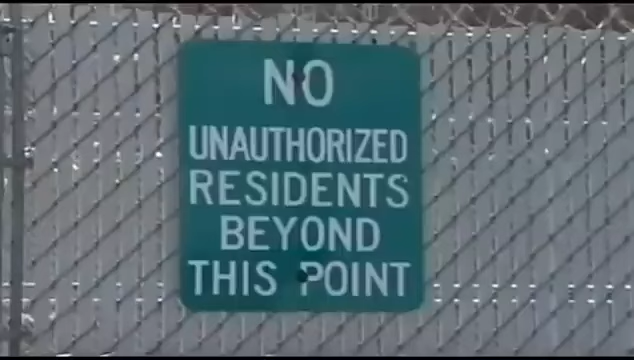 NO
UNAUTHORIZED
RESIDENTS
BEYOND
THIS POINT